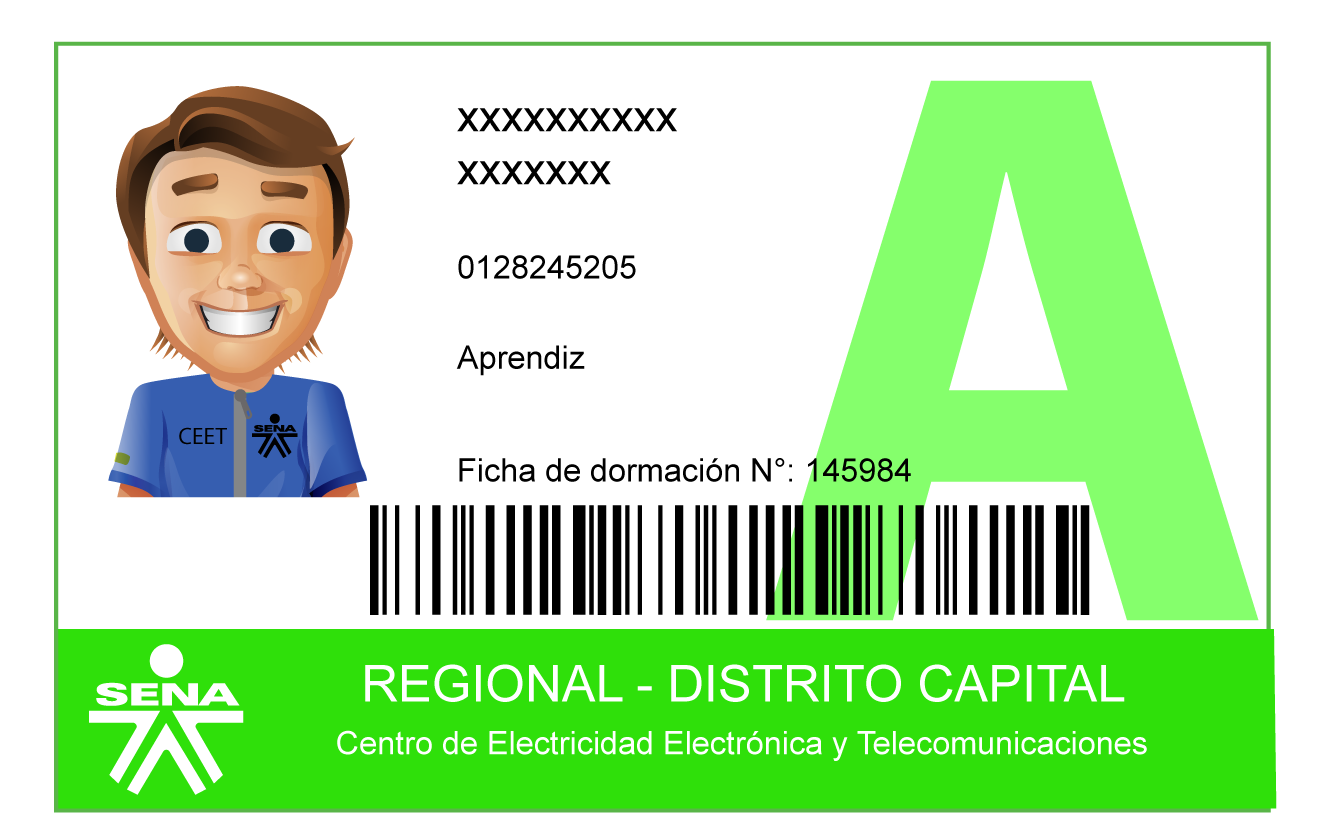 XXXXXXXXXX
XXXXXXX
0128245205
Aprendiz
CEET
SENA
Ficha de dormación N°: 145984
A
SENA
REGIONAL - DISTRITO CAPITAL
Centro de Electricidad Electrónica y Telecomunicaciones